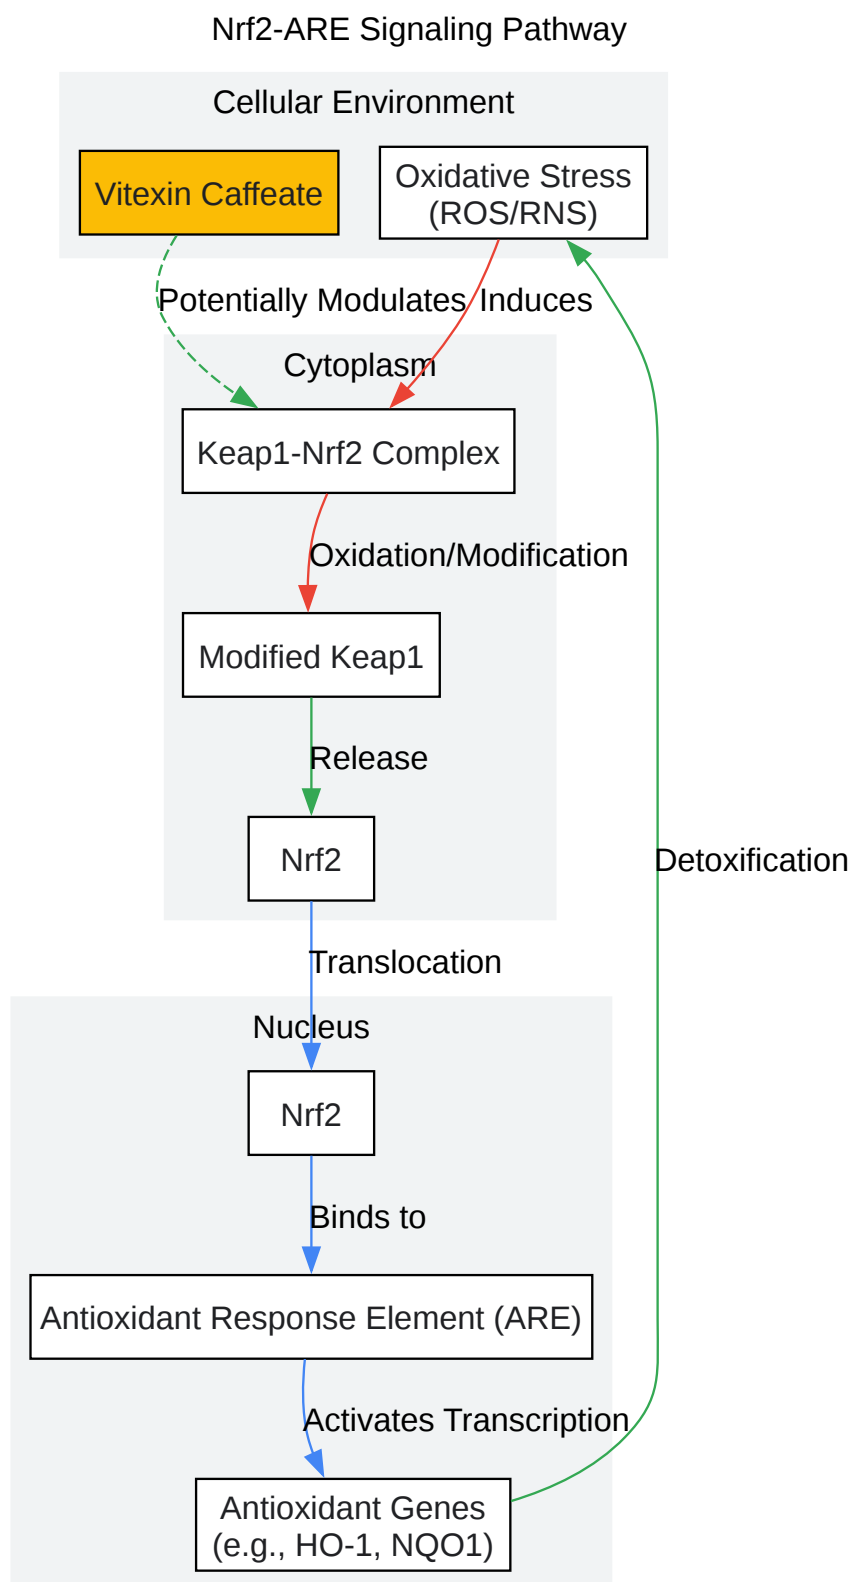 Nrf2-ARE Signaling Pathway
Cellular Environment
Vitexin Caffeate
Oxidative Stress
(ROS/RNS)
Potentially Modulates
Induces
Cytoplasm
Keap1-Nrf2 Complex
Oxidation/Modification
Modified Keap1
Release
Nrf2
Detoxification
Translocation
Nucleus
Nrf2
Binds to
Antioxidant Response Element (ARE)
Activates Transcription
Antioxidant Genes
(e.g., HO-1, NQO1)